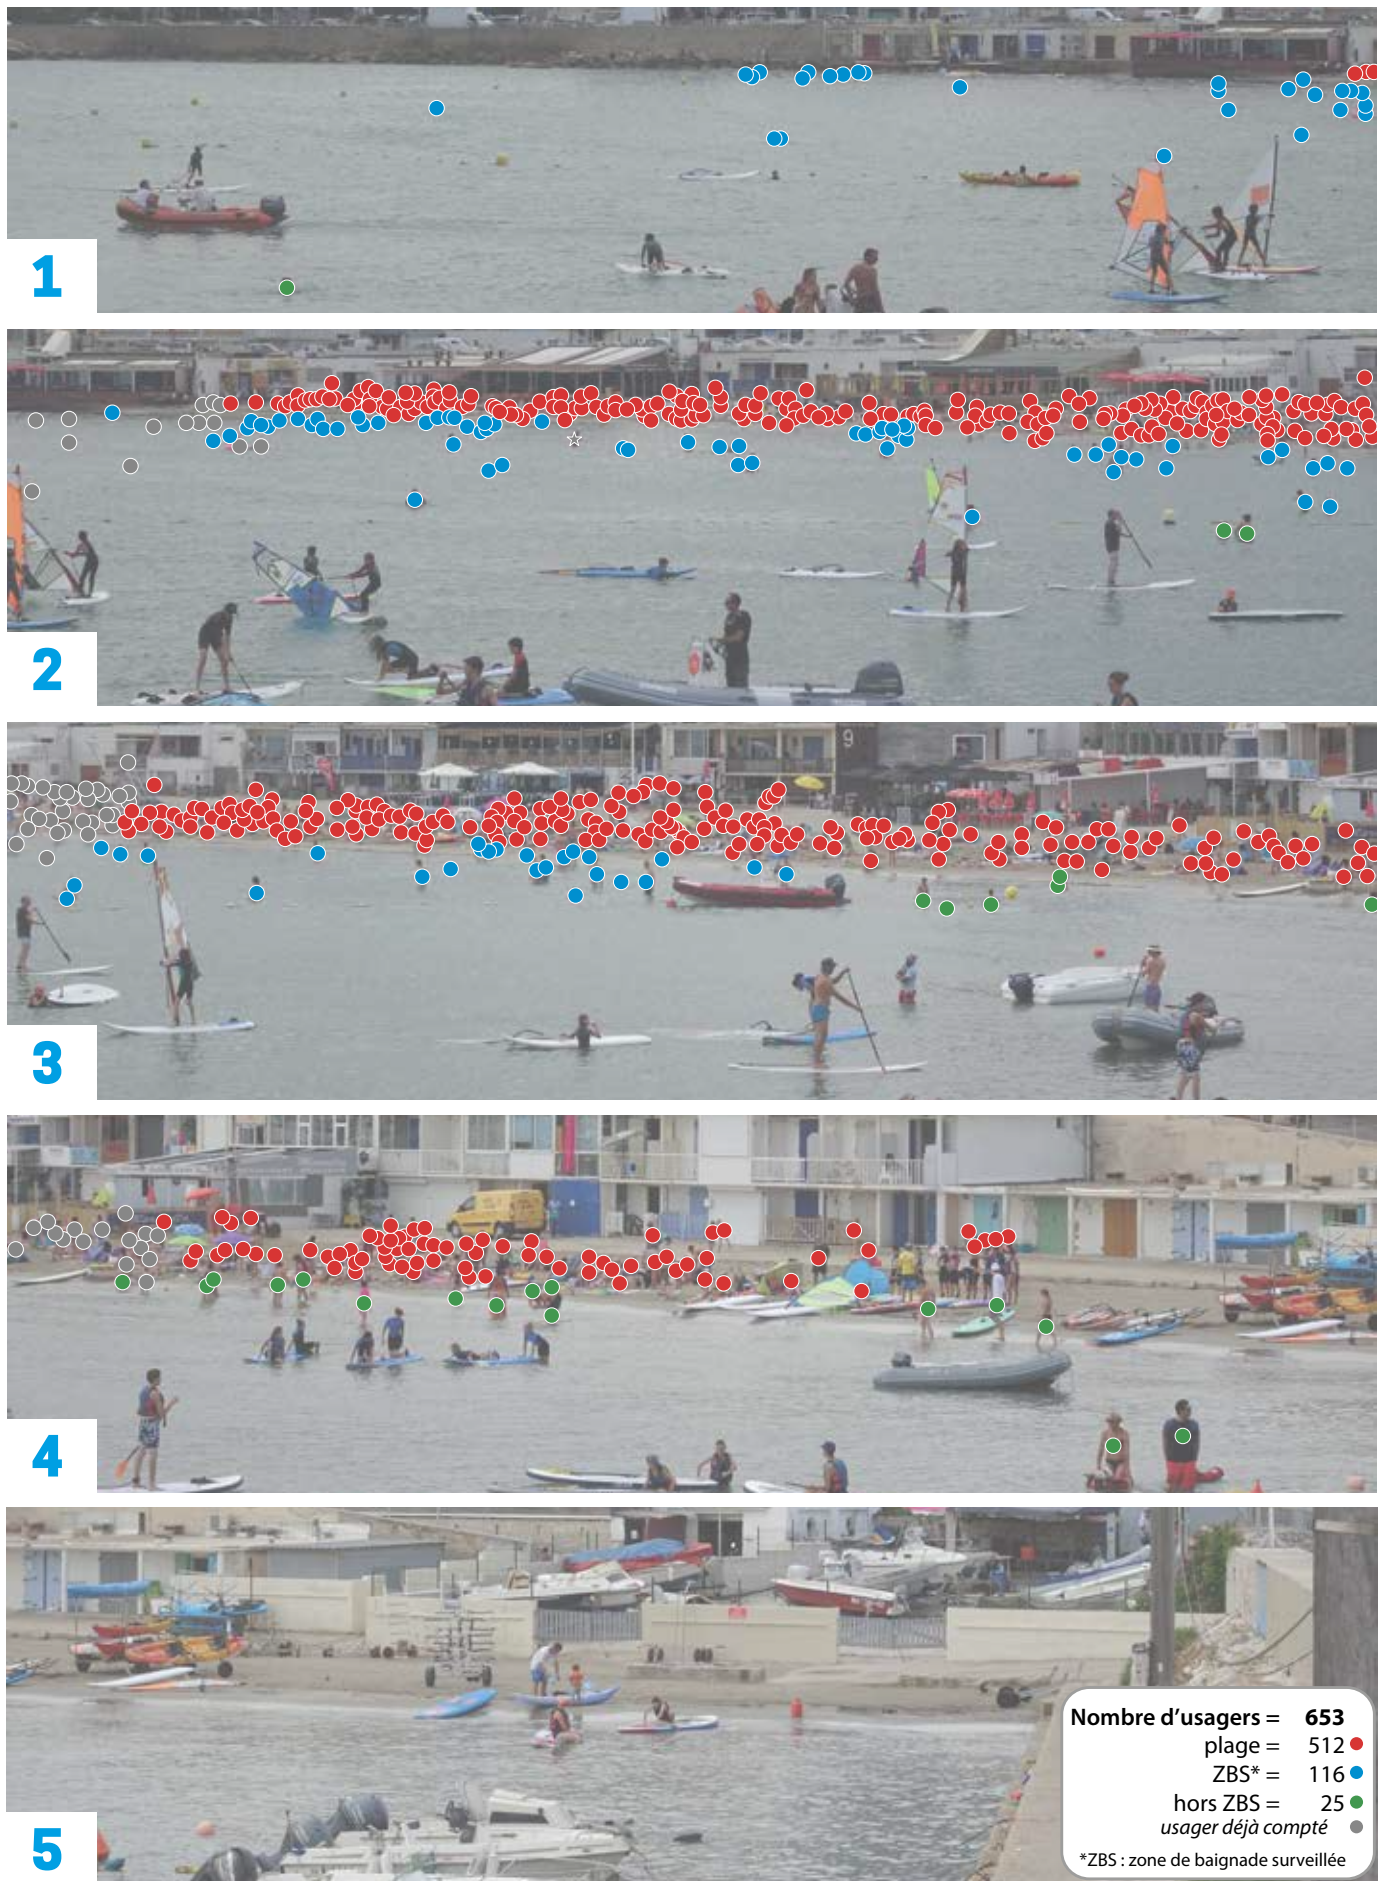 1
2
9
3
4
5
Nombre d'usagers = 653
plage = 512
ZBS* = 116
hors ZBS = 25
usager déjà compté
*ZBS : zone de baignade surveillée